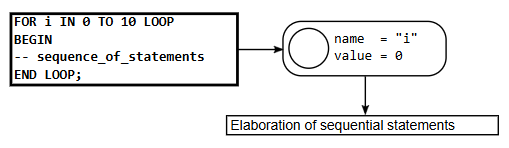 FOR i IN 0 TO 10 LOOP
BEGIN
-- sequence_of_statements
END LOOP;
name = "i"
value = 0
Elaboration of sequential statements